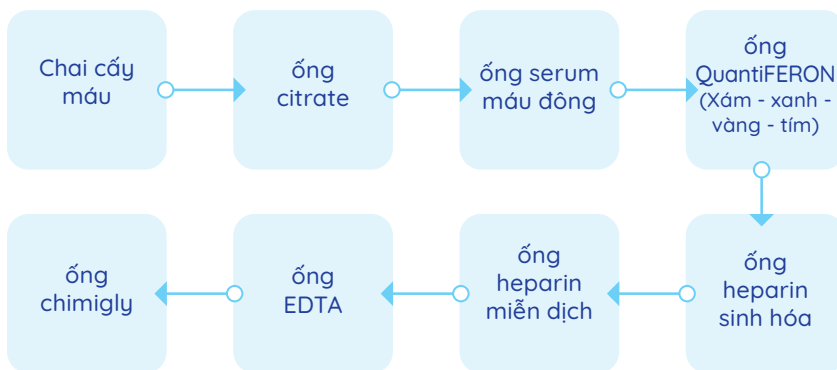 Chai cấy
máu
ống
citrate
ống serum
máu đông
ống
QuantiFERON
(Xám - xanh -
vàng - tím)
ống
heparin
sinh hóa
ống
heparin
miễn dịch
ống
EDTA
ống
chimigly